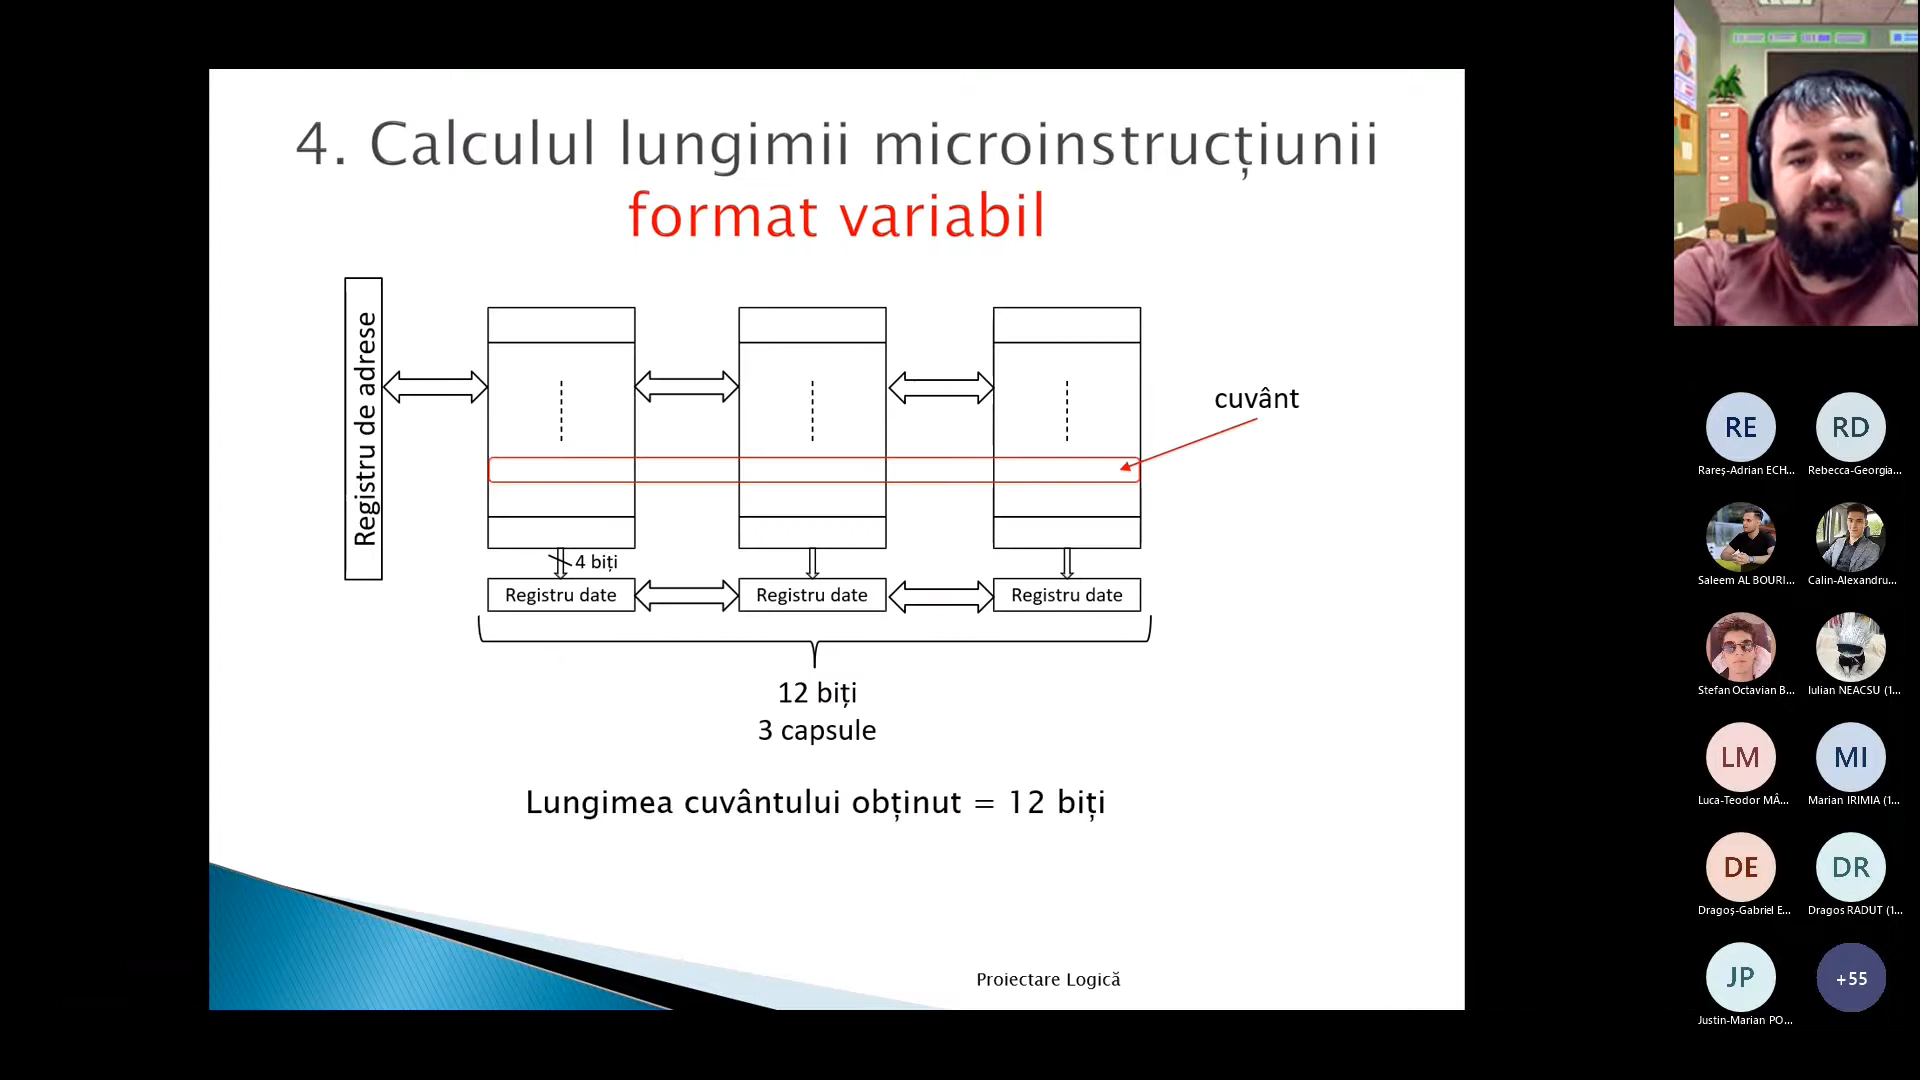 4. Calculul lungimii microinstrucțiunii
format variabil
Registru de adrese
cuvânt
4 biți
Registru date
Registru date
Registru date
12 biți
3 capsule
Lungimea cuvântului obținut = 12 biți
Proiectare Logică
RE
RD
Rareș-Adrian ECH...
Rebecca-Georgia...
Saleem AL BOURI...
Calin-Alexandru...
Stefan Octavian B...
Iulian NEACSU (1...
LM
MI
Luca-Teodor MÂ...
Marian IRIMIA (1...
DE
DR
Dragoș-Gabriel E...
Dragos RADUT (1...
JP
+55
Justin-Marian PO...